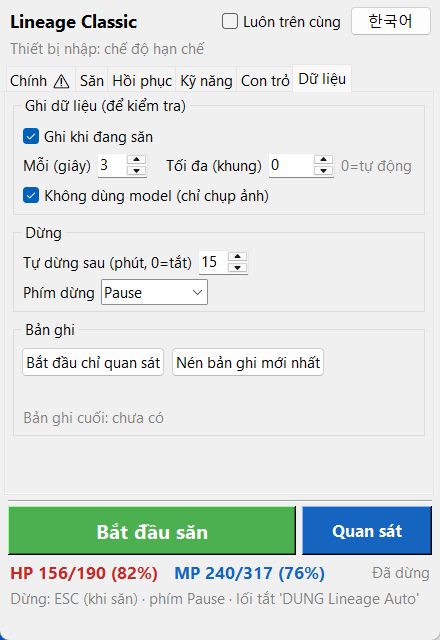 Lineage Classic
Luôn trên cùng
한국어
Thiết bị nhập: chế độ hạn chế
Chính ⚠ Săn Hồi phục Kỹ năng Con trỏ Dữ liệu
Ghi dữ liệu (để kiểm tra)
Ghi khi đang săn
Mỗi (giây) 3 Tối đa (khung) 0 0=tự động
Không dùng model (chỉ chụp ảnh)
Dừng
Tự dừng sau (phút, 0=tắt) 15
Phím dừng Pause
Bản ghi
Bắt đầu chỉ quan sát Nén bản ghi mới nhất
Bản ghi cuối: chưa có
Bắt đầu săn Quan sát
HP 156/190 (82%) MP 240/317 (76%) Đã dừng
Dừng: ESC (khi săn) · phím Pause · lối tắt 'DUNG Lineage Auto'